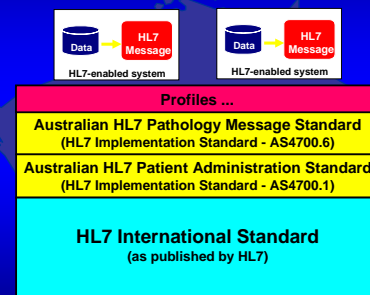 Data
HL7
Message
HL7-enabled system
Data
HL7
Message
HL7-enabled system
Profiles ...
Australian HL7 Pathology Message Standard
(HL7 Implementation Standard - AS4700.6)
Australian HL7 Patient Administration Standard
(HL7 Implementation Standard - AS4700.1)
HL7 International Standard
(as published by HL7)